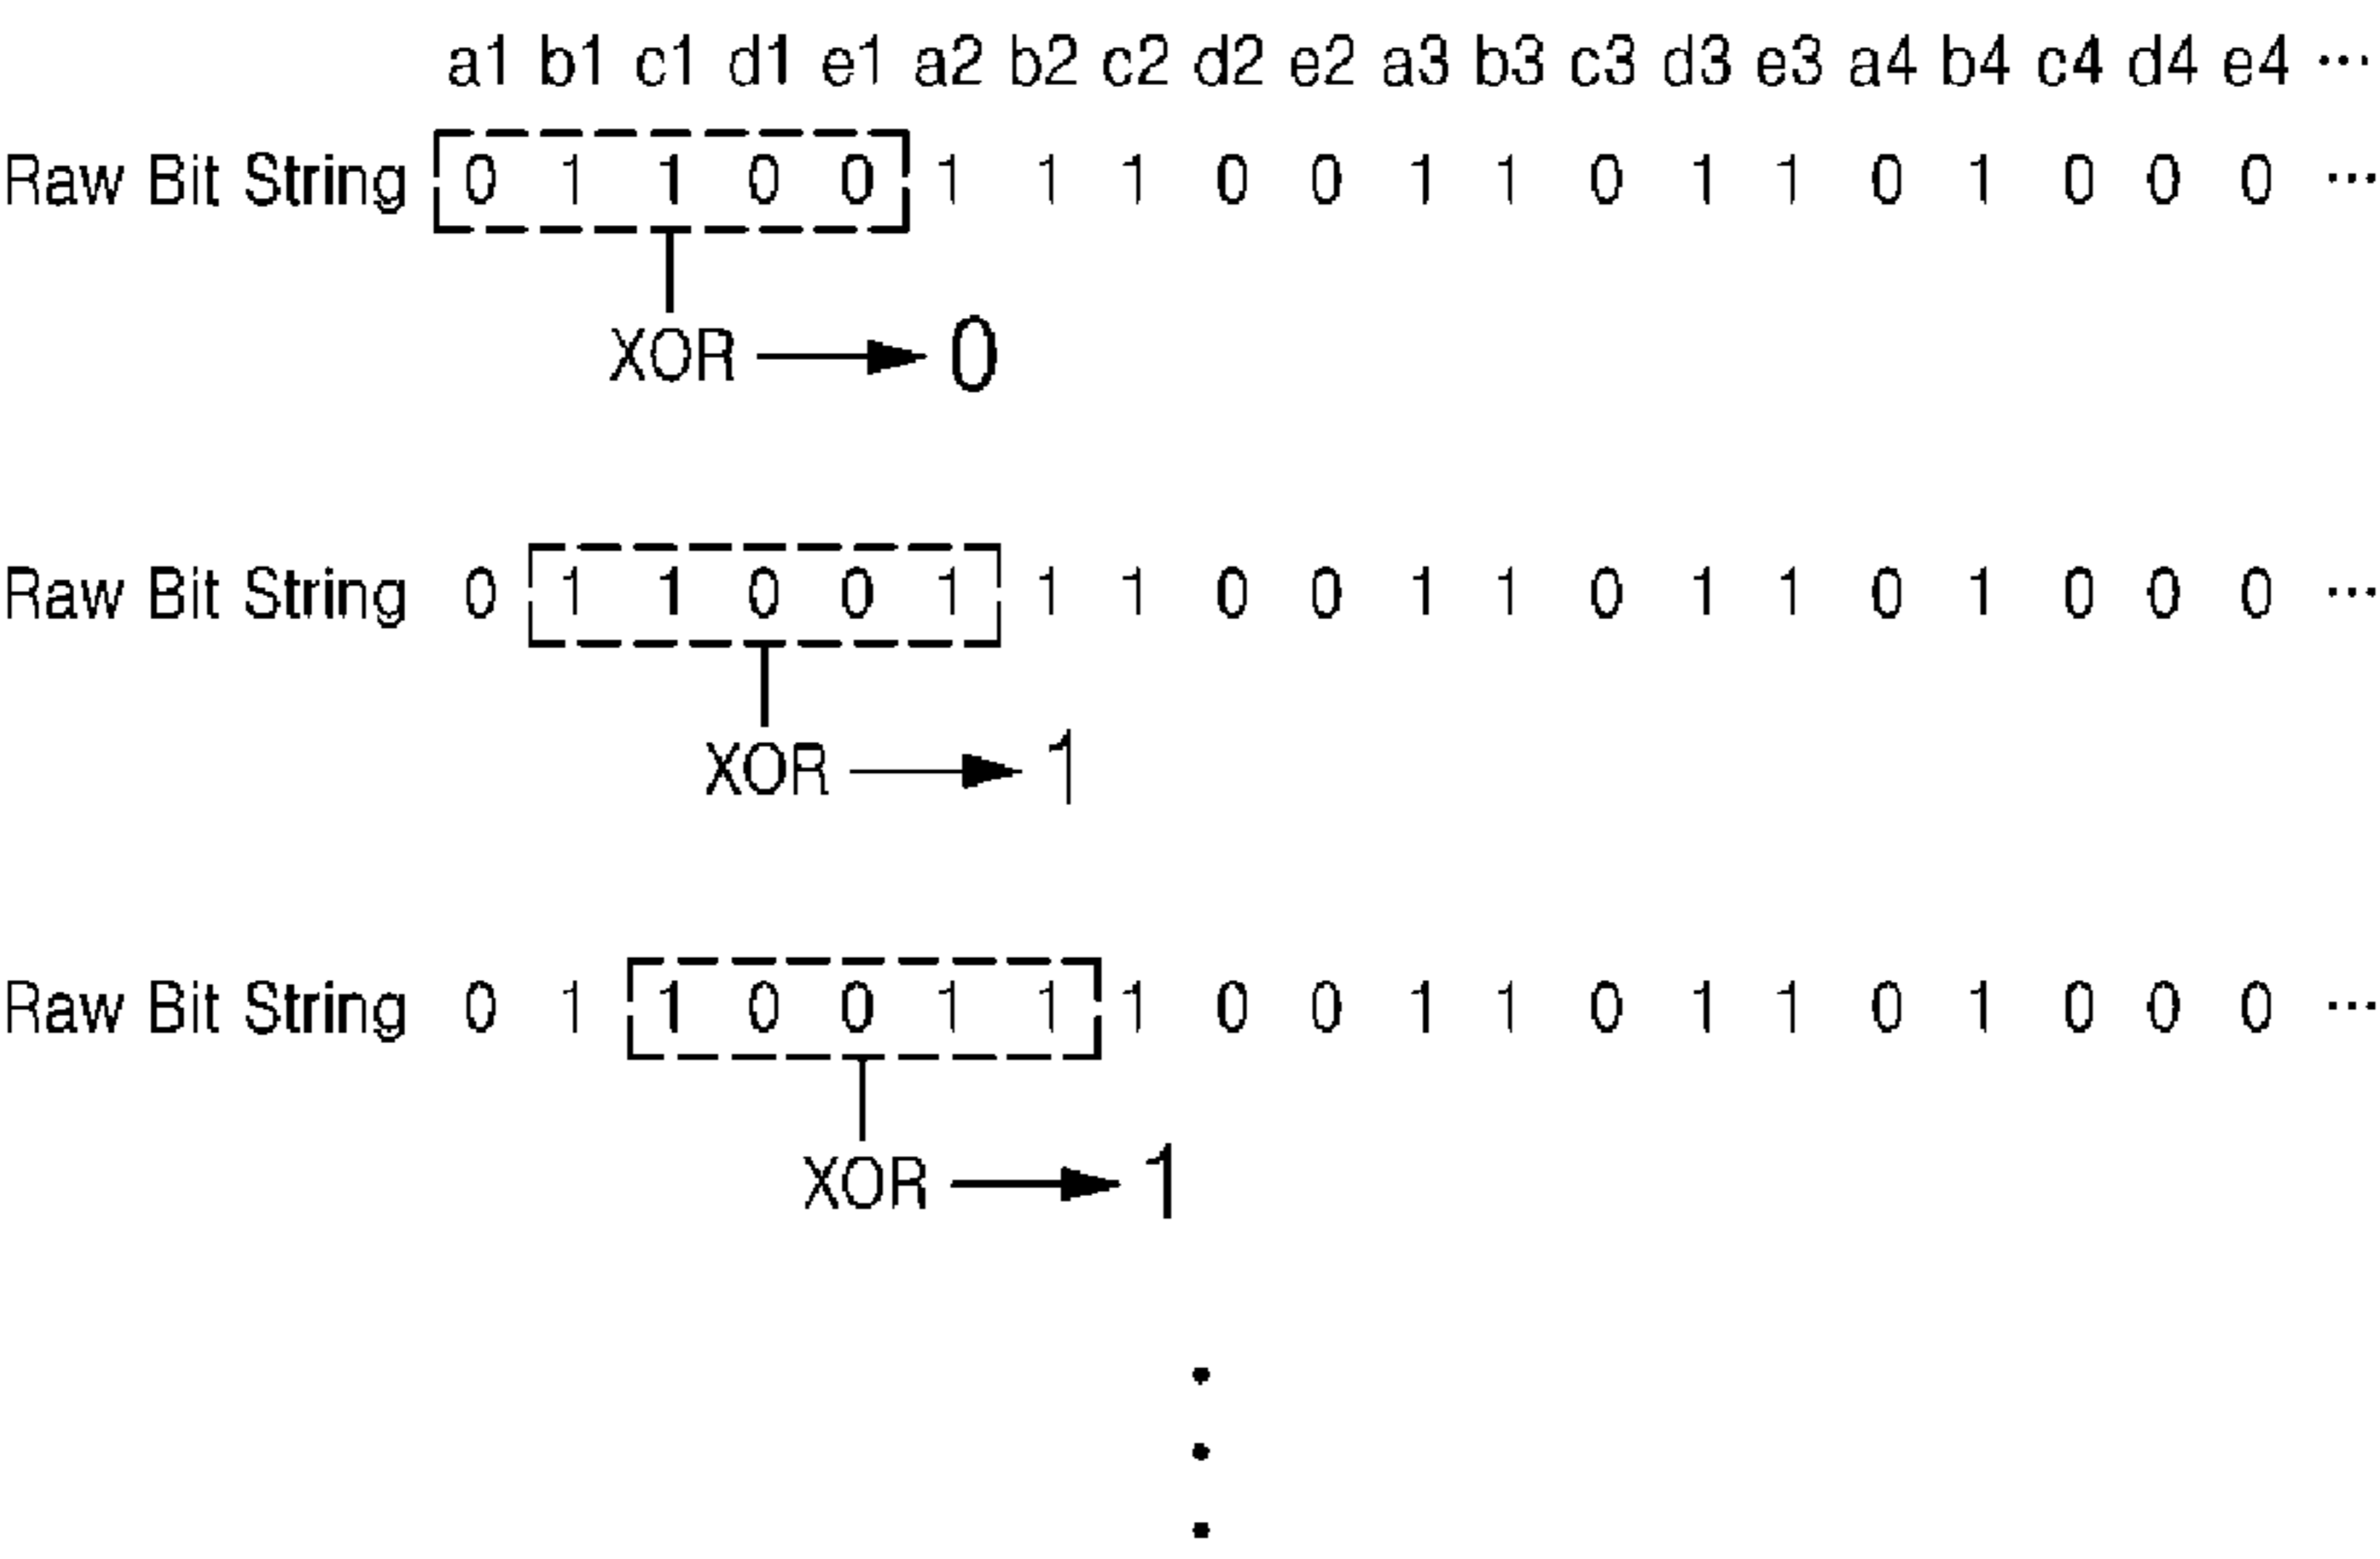 a1 b1 c1 d1 e1 a2 b2 c2 d2 e2 a3 b3 c3 d3 e3 a4 b4 c4 d4 e4 ...
Raw Bit String 0 1 1 0 0 1 1 1 0 0 1 1 0 1 1 0 1 0 0 0 ...
XOR 0
Raw Bit String 0 1 1 0 0 1 1 1 0 0 1 1 0 1 1 0 1 0 0 0 ...
XOR 1
Raw Bit String 0 1 1 0 0 1 1 1 0 0 1 1 0 1 1 0 1 0 0 0 ...
XOR 1